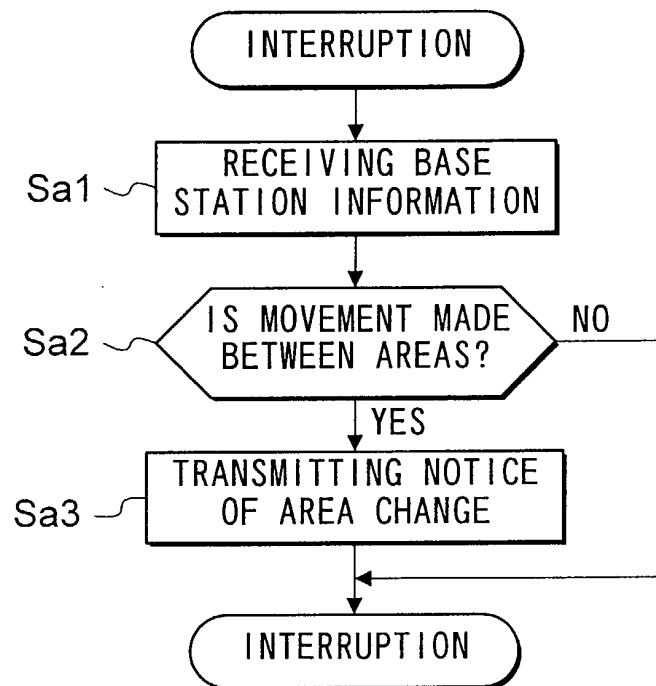 INTERRUPTION
Sa1
RECEIVING BASE
STATION INFORMATION
Sa2
IS MOVEMENT MADE
BETWEEN AREAS?
NO
YES
Sa3
TRANSMITTING NOTICE
OF AREA CHANGE
INTERRUPTION